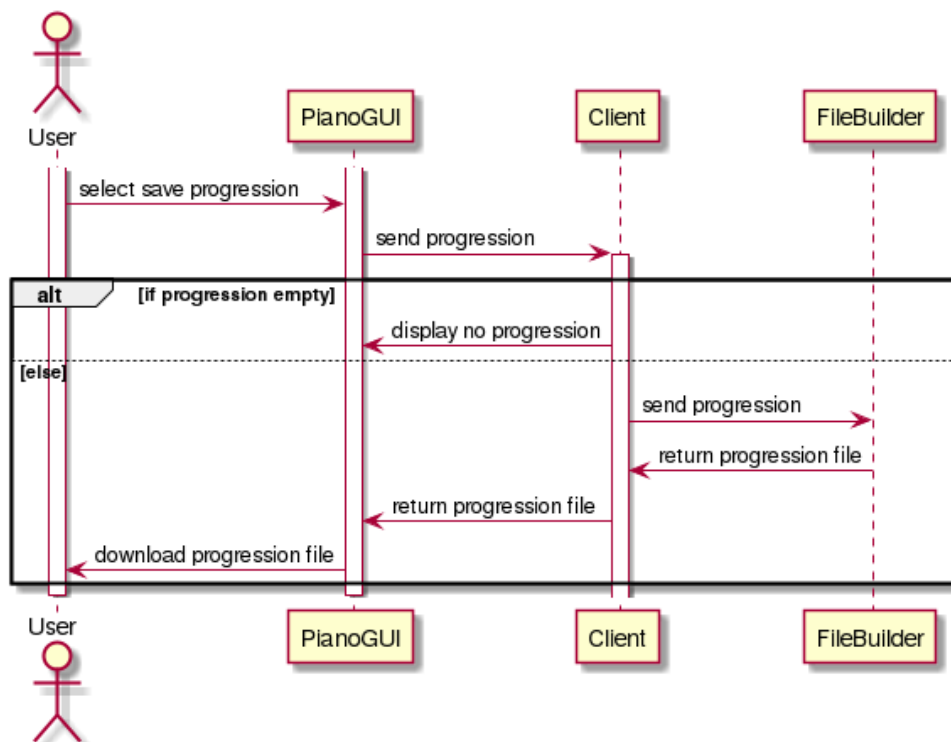 User
PianoGUI
Client
FileBuilder
select save progression
send progression
alt
[if progression empty]
display no progression
[else]
send progression
return progression file
return progression file
download progression file
User
PianoGUI
Client
FileBuilder